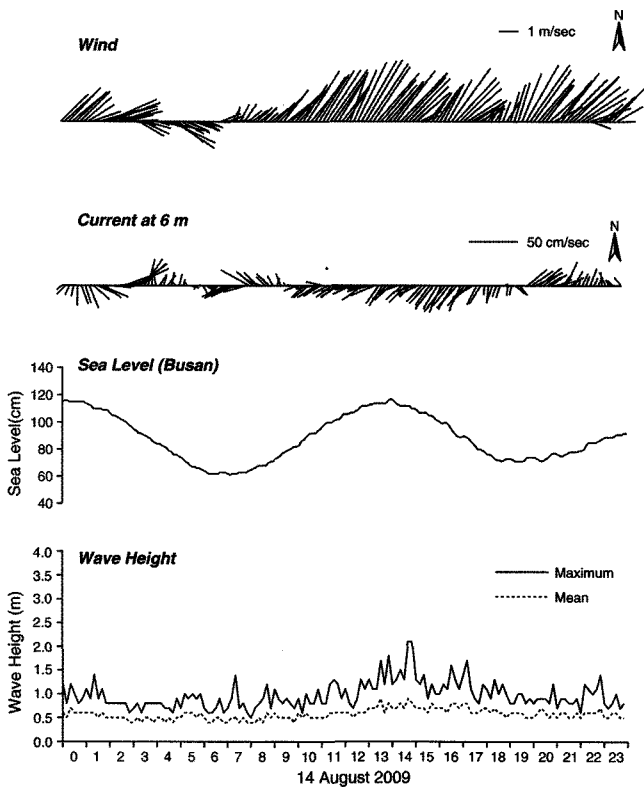 Wind
1 m/sec
N
Current at 6 m
50 cm/sec
N
Sea Level (Busan)
Sea Level(cm)
140
120
100
80
60
40
Wave Height
Maximum
Mean
Wave Height (m)
4.0
3.5
3.0
2.5
2.0
1.5
1.0
0.5
0.0
0 1 2 3 4 5 6 7 8 9 10 11 12 13 14 15 16 17 18 19 20 21 22 23
14 August 2009